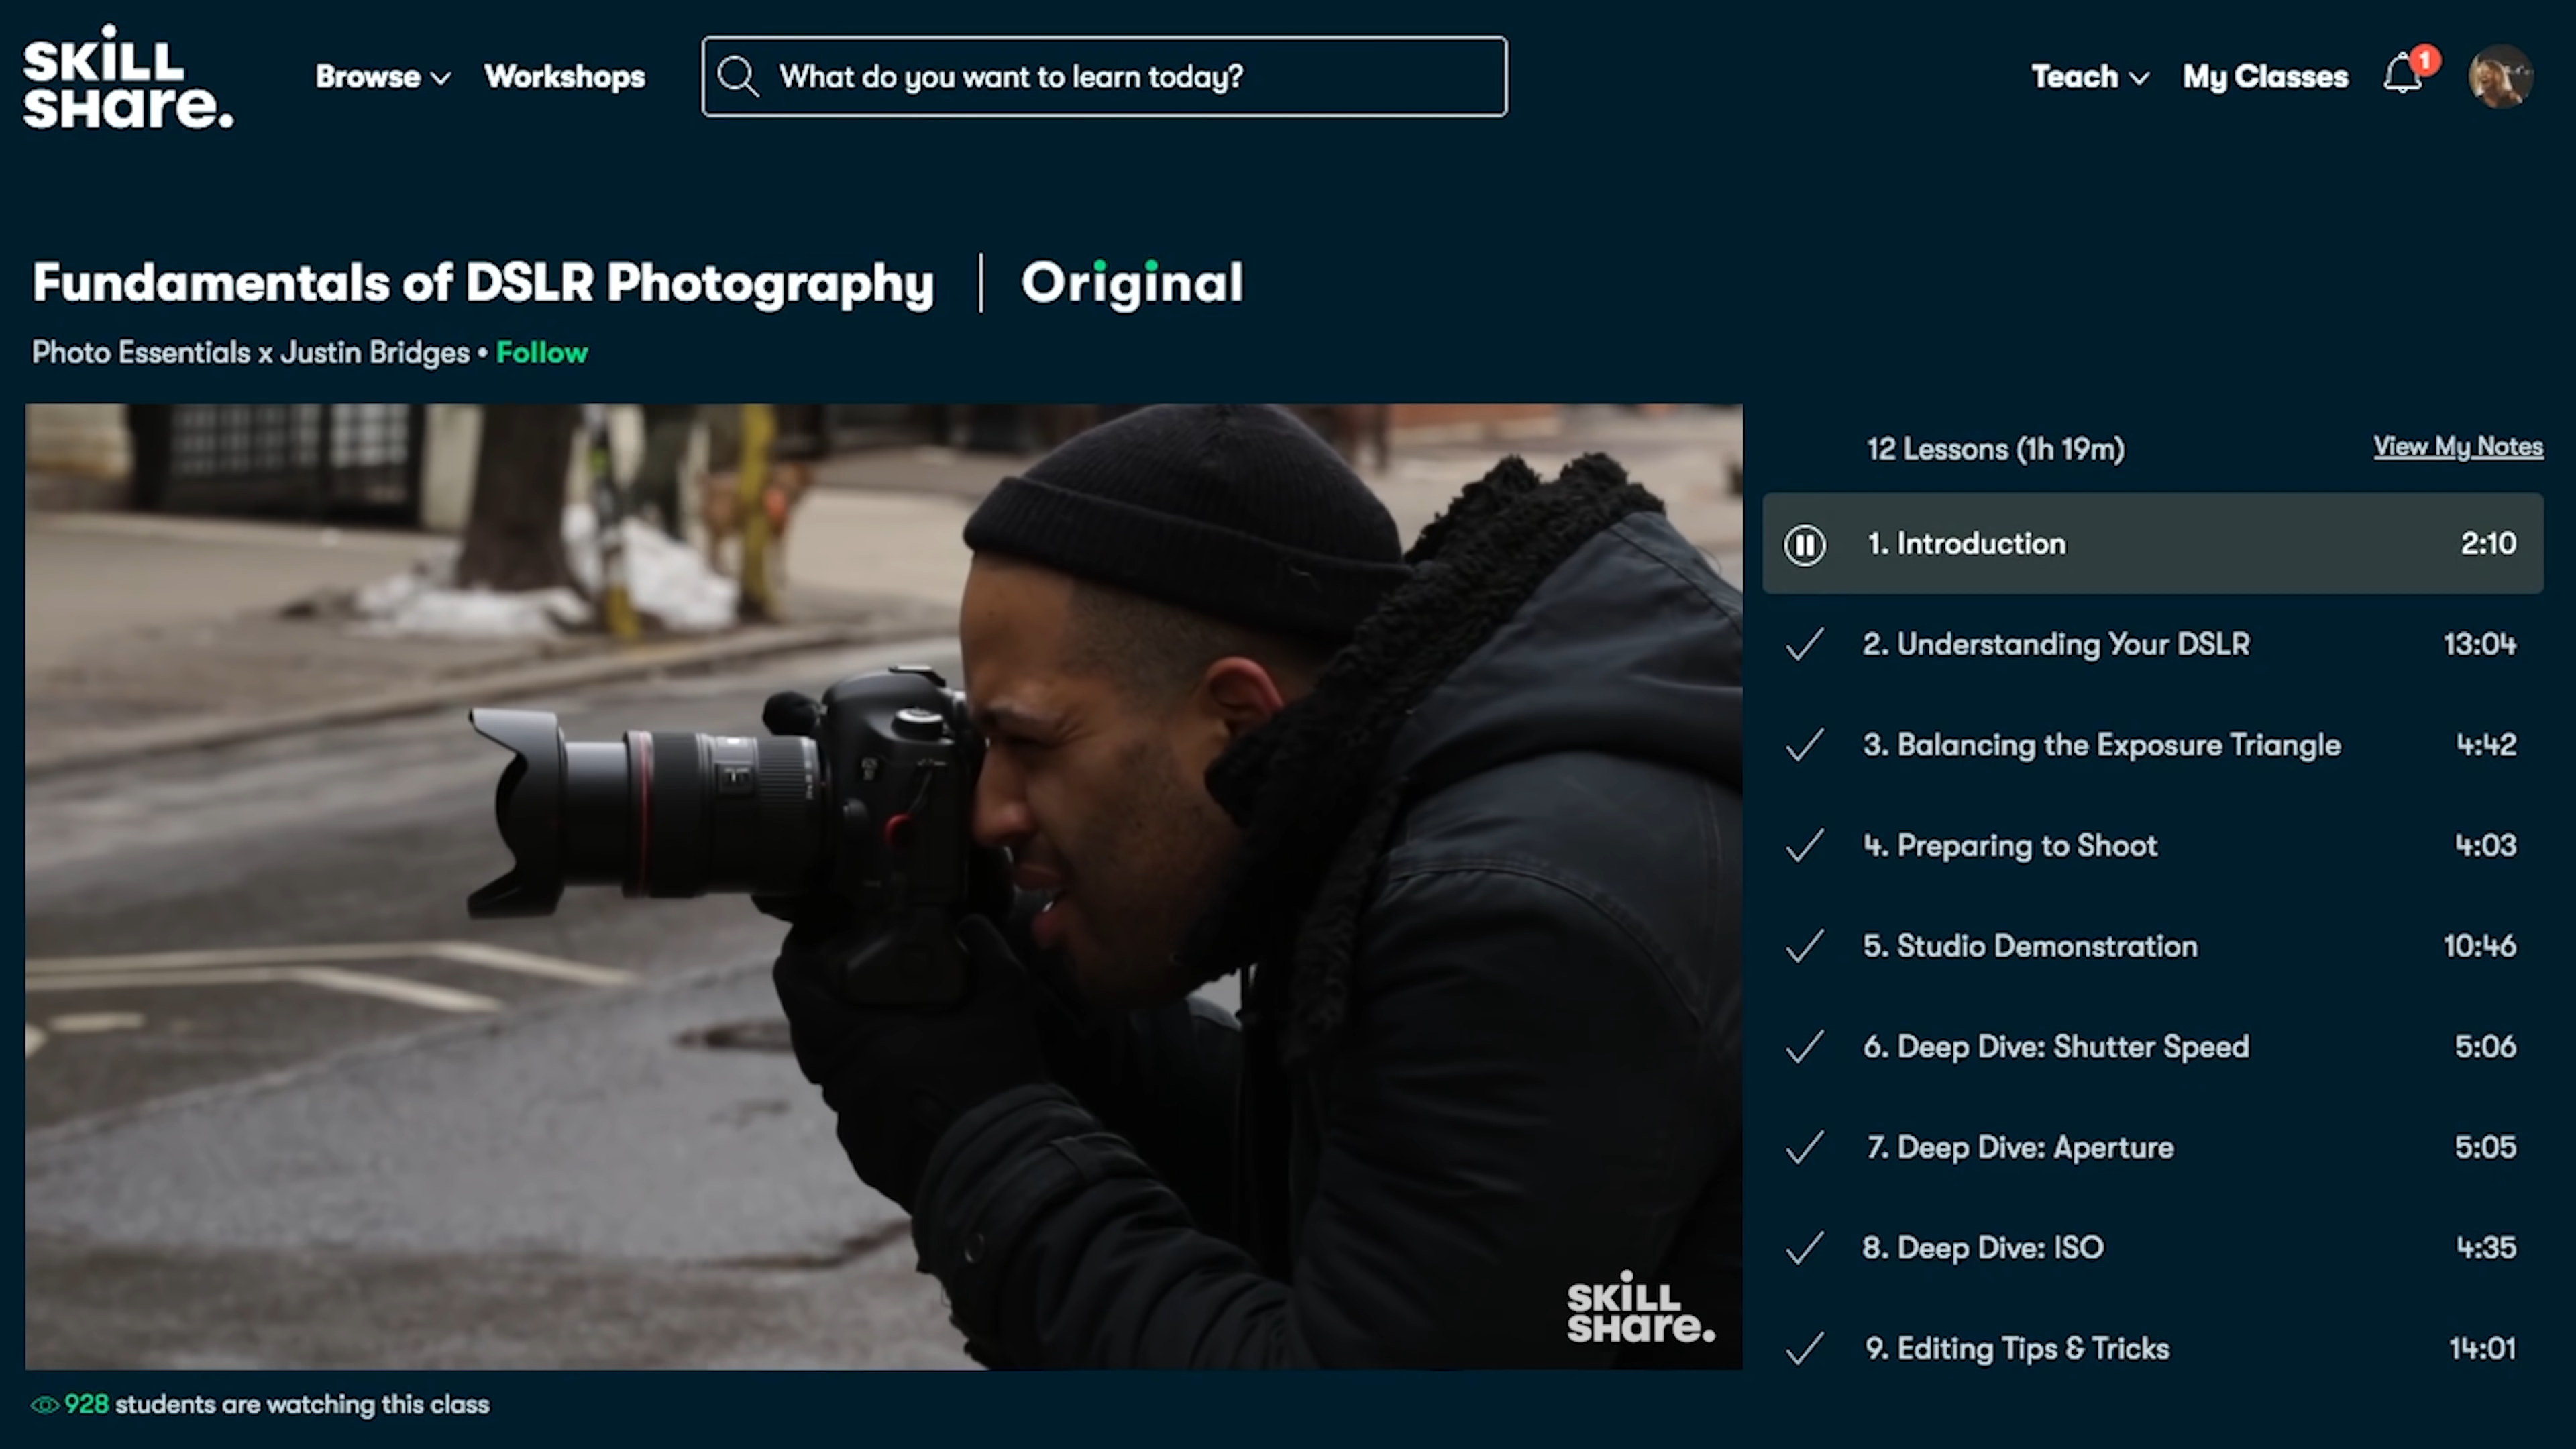 SKiLL
SHare.
Browse
Workshops
What do you want to learn today?
Teach
My Classes
1
Fundamentals of DSLR Photography | Original
Photo Essentials x Justin Bridges • Follow
12 Lessons (1h 19m)
View My Notes
1. Introduction 2:10
2. Understanding Your DSLR 13:04
3. Balancing the Exposure Triangle 4:42
4. Preparing to Shoot 4:03
5. Studio Demonstration 10:46
6. Deep Dive: Shutter Speed 5:06
7. Deep Dive: Aperture 5:05
8. Deep Dive: ISO 4:35
9. Editing Tips & Tricks 14:01
SKiLL
SHare.
928 students are watching this class